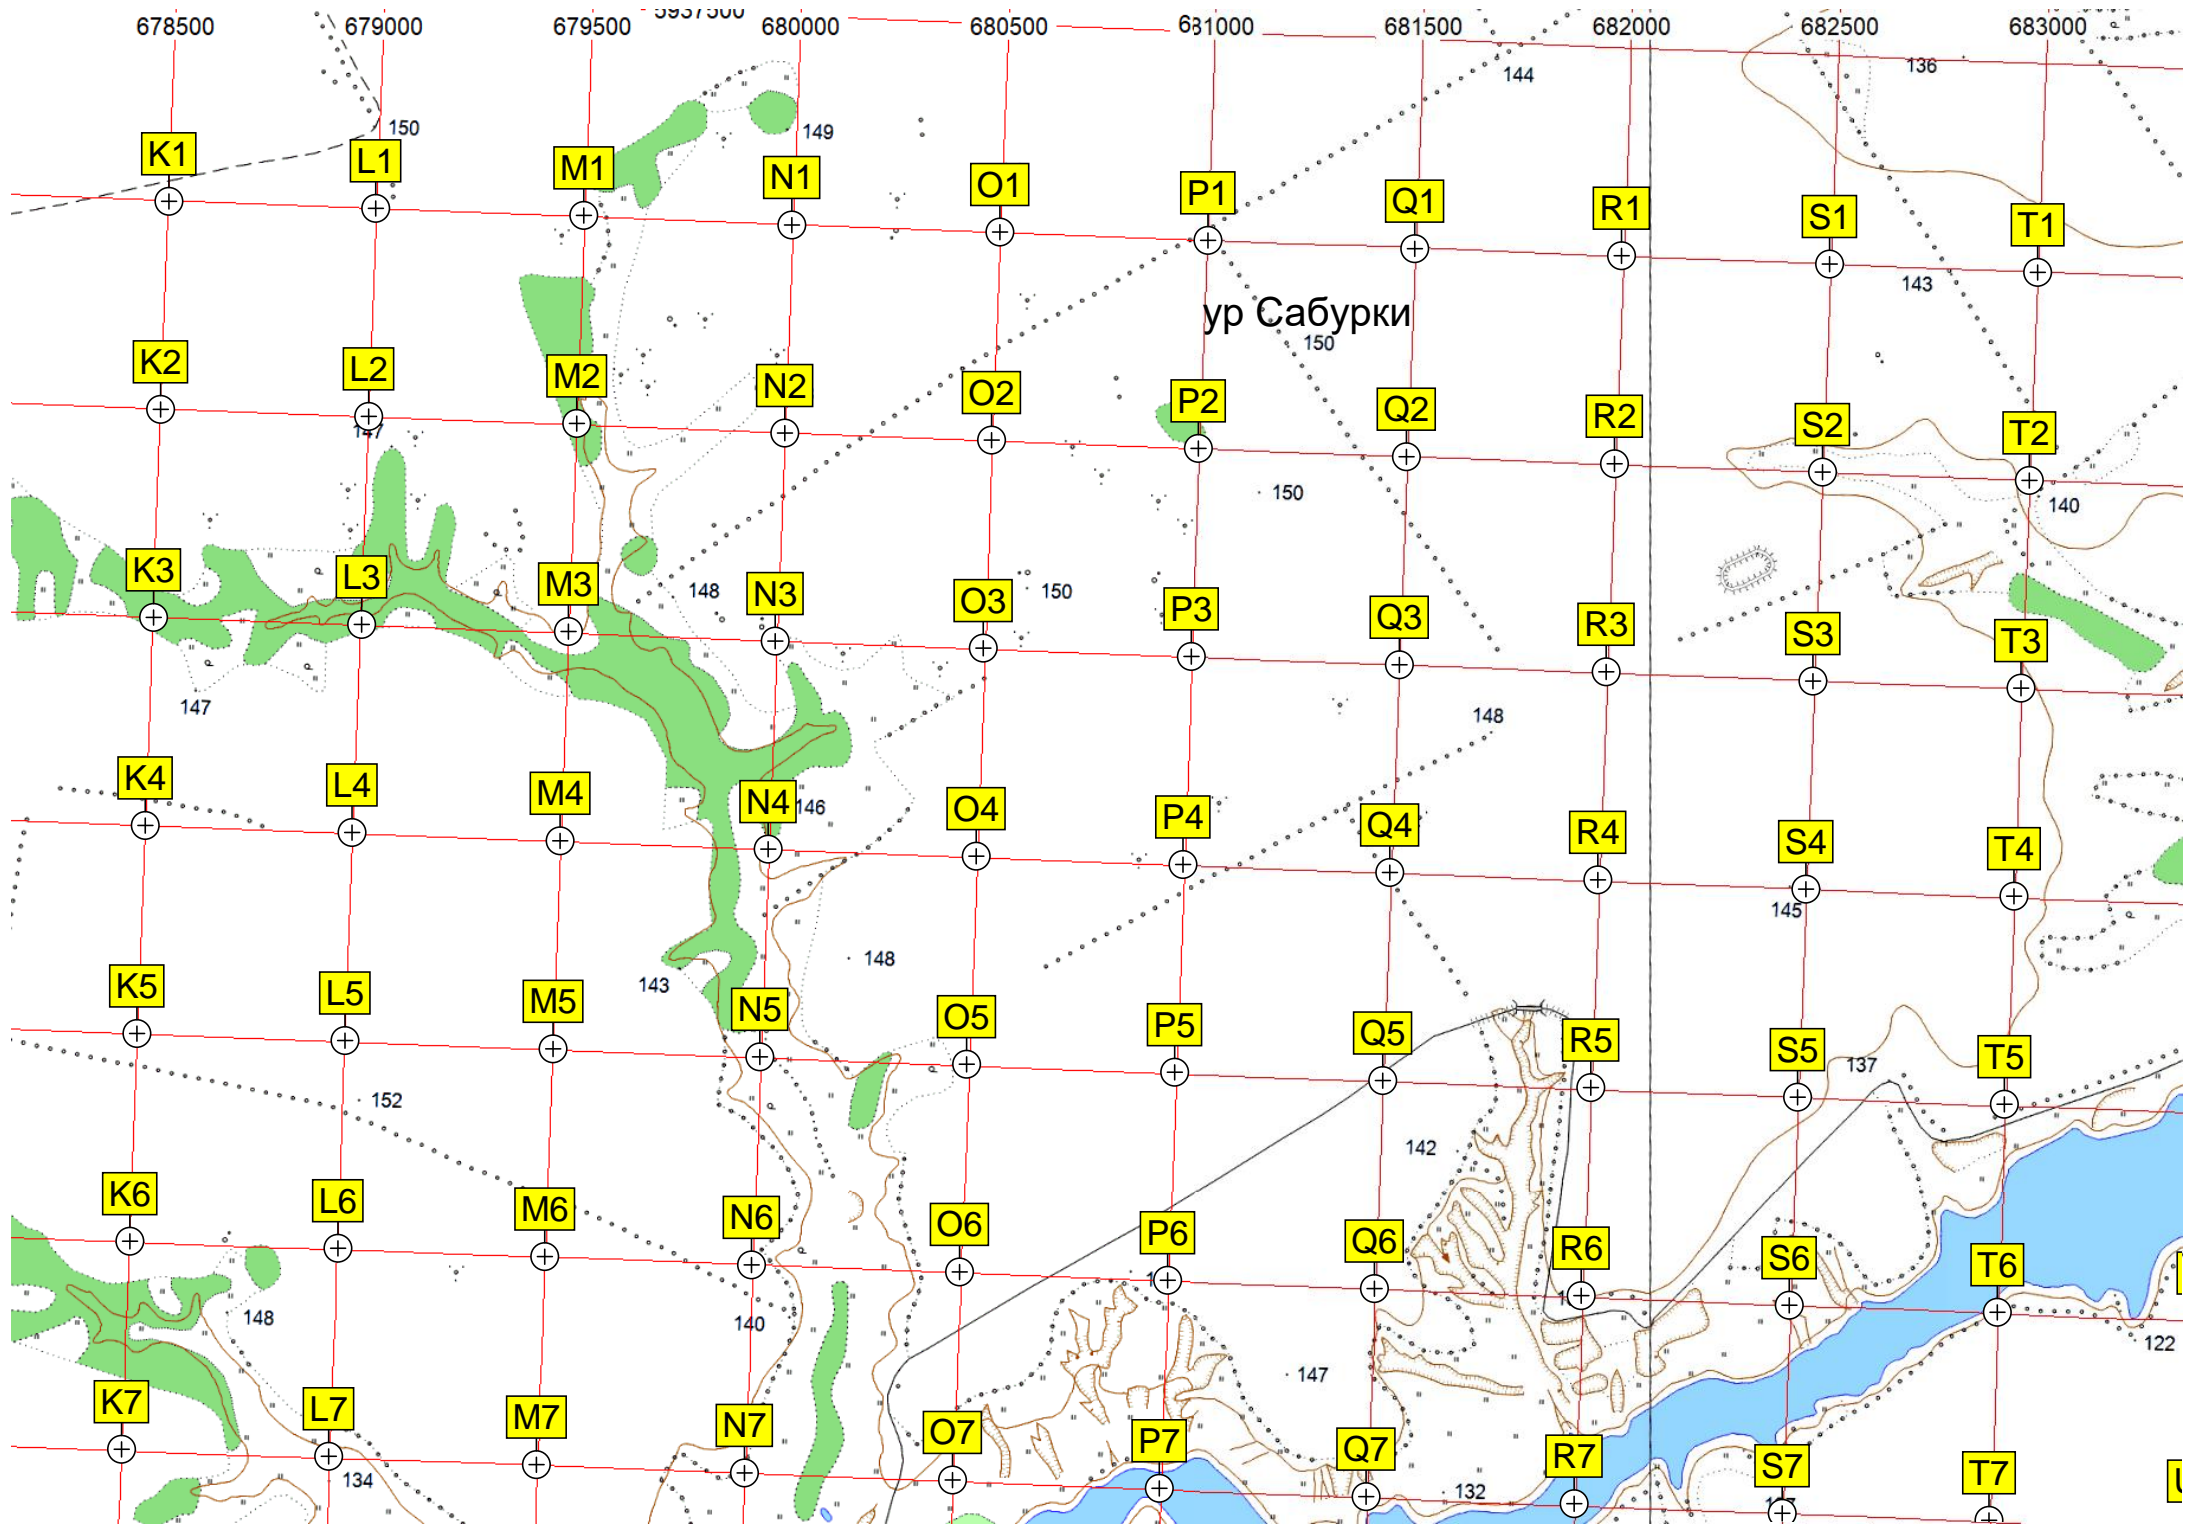 5937500
678500 679000 679500 680000 680500 681000 681500 682000 682500 683000
144 136
150 149
K1 L1 M1 N1 O1 P1 Q1 R1 S1 T1
143
ур Сабурки
150
K2 L2 M2 N2 O2 P2 Q2 R2 S2 T2
147
150 140
K3 L3 M3 N3 O3 P3 Q3 R3 S3 T3
148 150
147 148
K4 L4 M4 N4 O4 P4 Q4 R4 S4 T4
146
145
148
143
K5 L5 M5 N5 O5 P5 Q5 R5 S5 T5
137
152
142
K6 L6 M6 N6 O6 P6 Q6 R6 S6 T6
148 140 122
147
K7 L7 M7 N7 O7 P7 Q7 R7 S7 T7
134 132